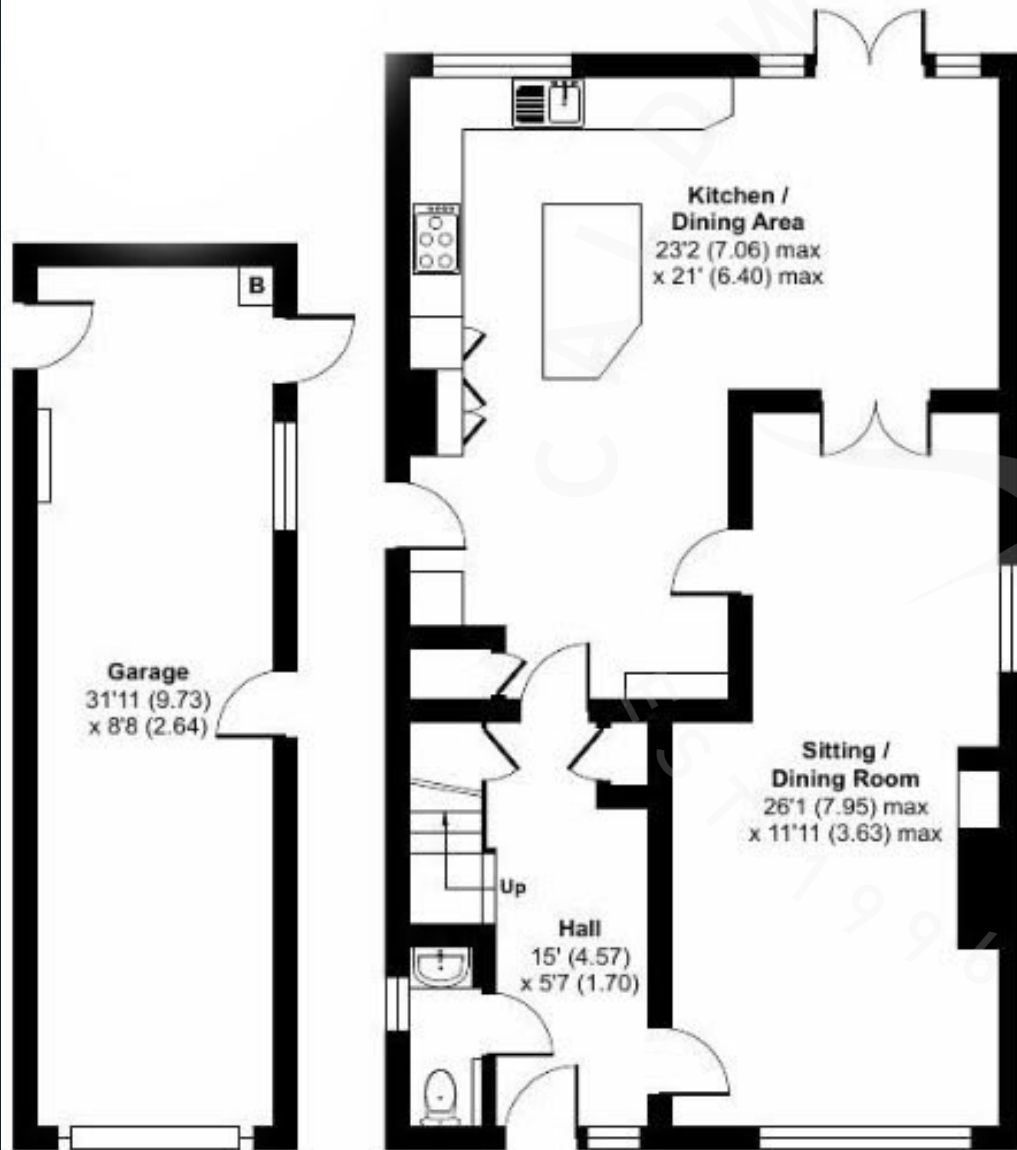 Kitchen /
Dining Area
23'2 (7.06) max
x 21' (6.40) max
B
Garage
31'11 (9.73)
x 8'8 (2.64)
Sitting /
Dining Room
26'1 (7.95) max
x 11'11 (3.63) max
Up
Hall
15' (4.57)
x 5'7 (1.70)
EST 1996